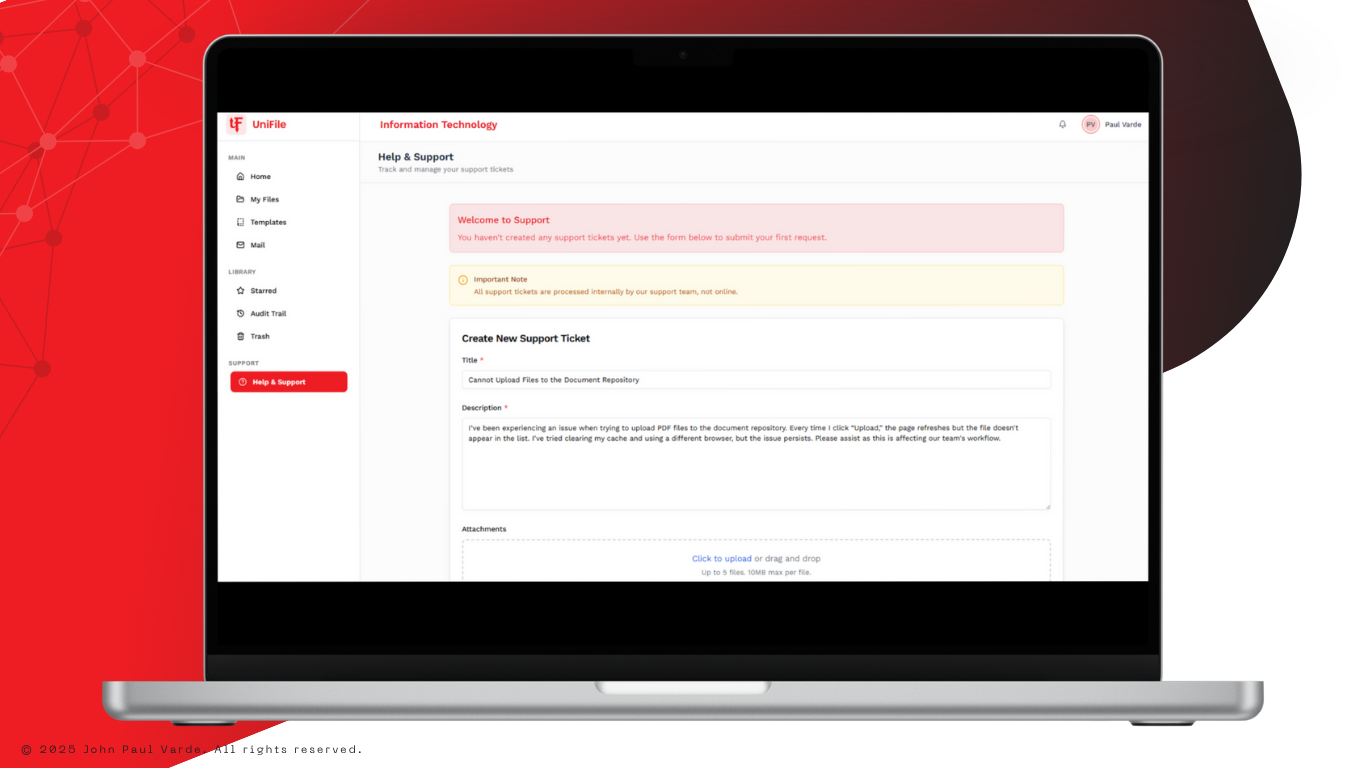 UniFile
Information Technology
PV
Paul Varde
MAIN
Home
My Files
Templates
Mail
LIBRARY
Starred
Audit Trail
Trash
SUPPORT
Help & Support
Help & Support
Track and manage your support tickets
Welcome to Support
You haven't created any support tickets yet. Use the form below to submit your first request.
Important Note
All support tickets are processed internally by our support team, not online.
Create New Support Ticket
Title *
Cannot Upload Files to the Document Repository
Description *
I've been experiencing an issue when trying to upload PDF files to the document repository. Every time I click "Upload," the page refreshes but the file doesn't
appear in the list. I've tried clearing my cache and using a different browser, but the issue persists. Please assist as this is affecting our team's workflow.
Attachments
Click to upload or drag and drop
Up to 5 files. 10MB max per file.
© 2025 John Paul Varde. All rights reserved.